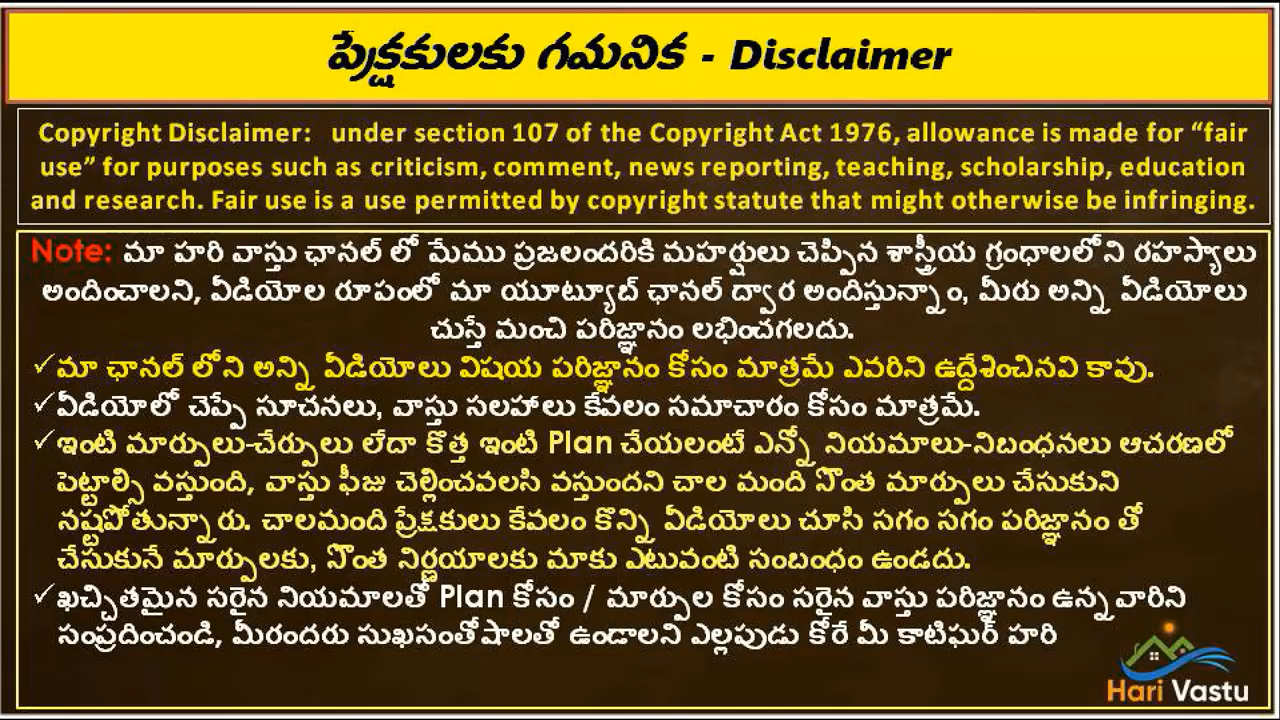 ప్రేక్షకులకు గమనిక - Disclaimer
Copyright Disclaimer: under section 107 of the Copyright Act 1976, allowance is made for “fair
use” for purposes such as criticism, comment, news reporting, teaching, scholarship, education
and research. Fair use is a use permitted by copyright statute that might otherwise be infringing.
Note: మా హరి వాస్తు ఛానల్ లో మేము ప్రజలందరికి మహర్షులు చెప్పిన శాస్త్రీయ గ్రంధాలలోని రహస్యాలు
అందించాలని, వీడియోల రూపంలో మా యూట్యూబ్ ఛానల్ ద్వార అందిస్తున్నాం, మీరు అన్ని వీడియోలు
చుస్తే మంచి పరిజ్ఞానం లభించగలదు.
✓మా ఛానల్ లోని అన్ని వీడియోలు విషయ పరిజ్ఞానం కోసం మాత్రమే ఎవరిని ఉద్దేశించినవి కావు.
✓వీడియోలో చెప్పే సూచనలు, వాస్తు సలహాలు కేవలం సమాచారం కోసం మాత్రమే.
✓ఇంటి మార్పులు-చేర్పులు లేదా కొత్త ఇంటి Plan చేయలంటే ఎన్నో నియమాలు-నిబంధనలు ఆచరణలో
పెట్టాల్సి వస్తుంది, వాస్తు ఫీజు చెల్లించవలసి వస్తుందని చాల మంది సొంత మార్పులు చేసుకుని
నష్టపోతున్నారు. చాలమంది ప్రేక్షకులు కేవలం కొన్ని వీడియోలు చూసి సగం సగం పరిజ్ఞానం తో
చేసుకునే మార్పులకు, సొంత నిర్ణయాలకు మాకు ఎటువంటి సంబంధం ఉండదు.
✓ఖచ్చితమైన సరైన నియమాలతో Plan కోసం / మార్పుల కోసం సరైన వాస్తు పరిజ్ఞానం ఉన్నవారిని
సంప్రదించండి, మీరందరు సుఖసంతోషాలతో ఉండాలని ఎల్లపుడు కోరే మీ కాటిఘర్ హరి
Hari Vastu